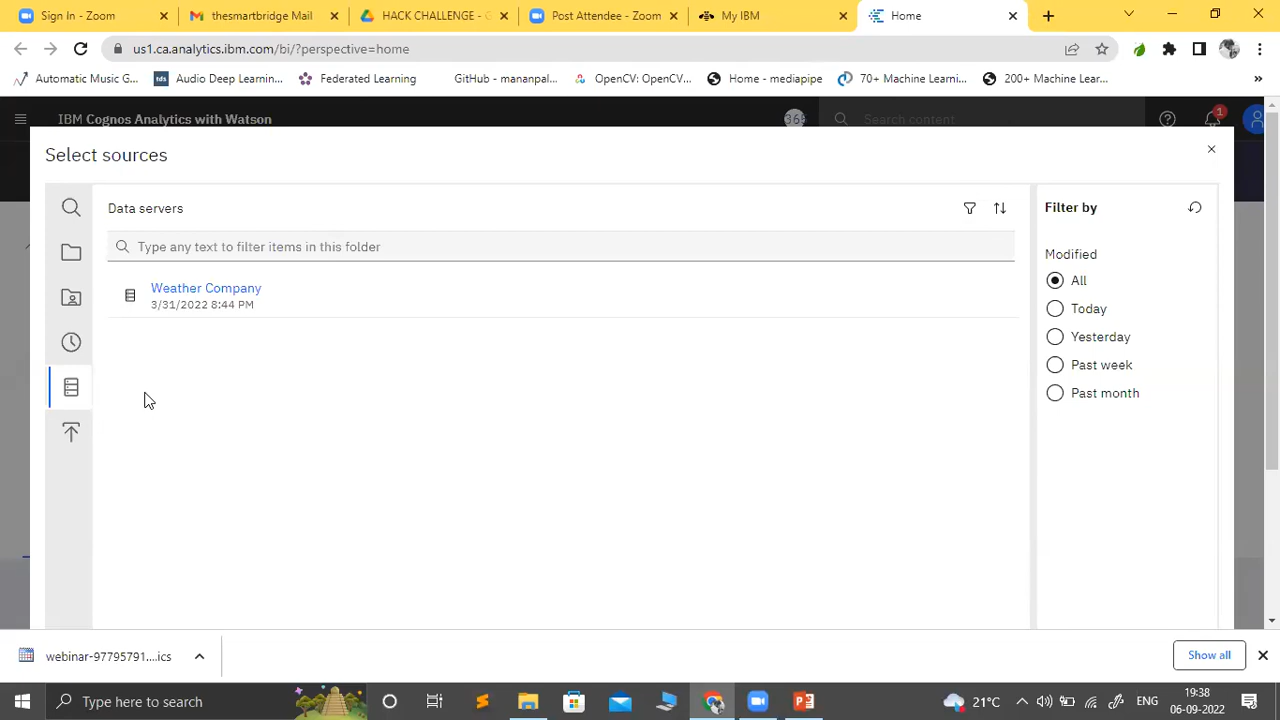 Sign In - Zoom
thesmartbridge Mail
HACK CHALLENGE - G
Post Attendee - Zoom
My IBM
Home
us1.ca.analytics.ibm.com/bi/?perspective=home
Automatic Music G...
tds
Audio Deep Learnin...
Federated Learning
GitHub - mananpal...
OpenCV: OpenCV...
Home - mediapipe
70+ Machine Learni...
200+ Machine Lear...
»
IBM Cognos Analytics with Watson
Search content
1
Select sources
Data servers
Type any text to filter items in this folder
Weather Company
3/31/2022 8:44 PM
Filter by
Modified
All
Today
Yesterday
Past week
Past month
webinar-97795791....ics
Show all
Type here to search
21°C
ENG
19:38
06-09-2022